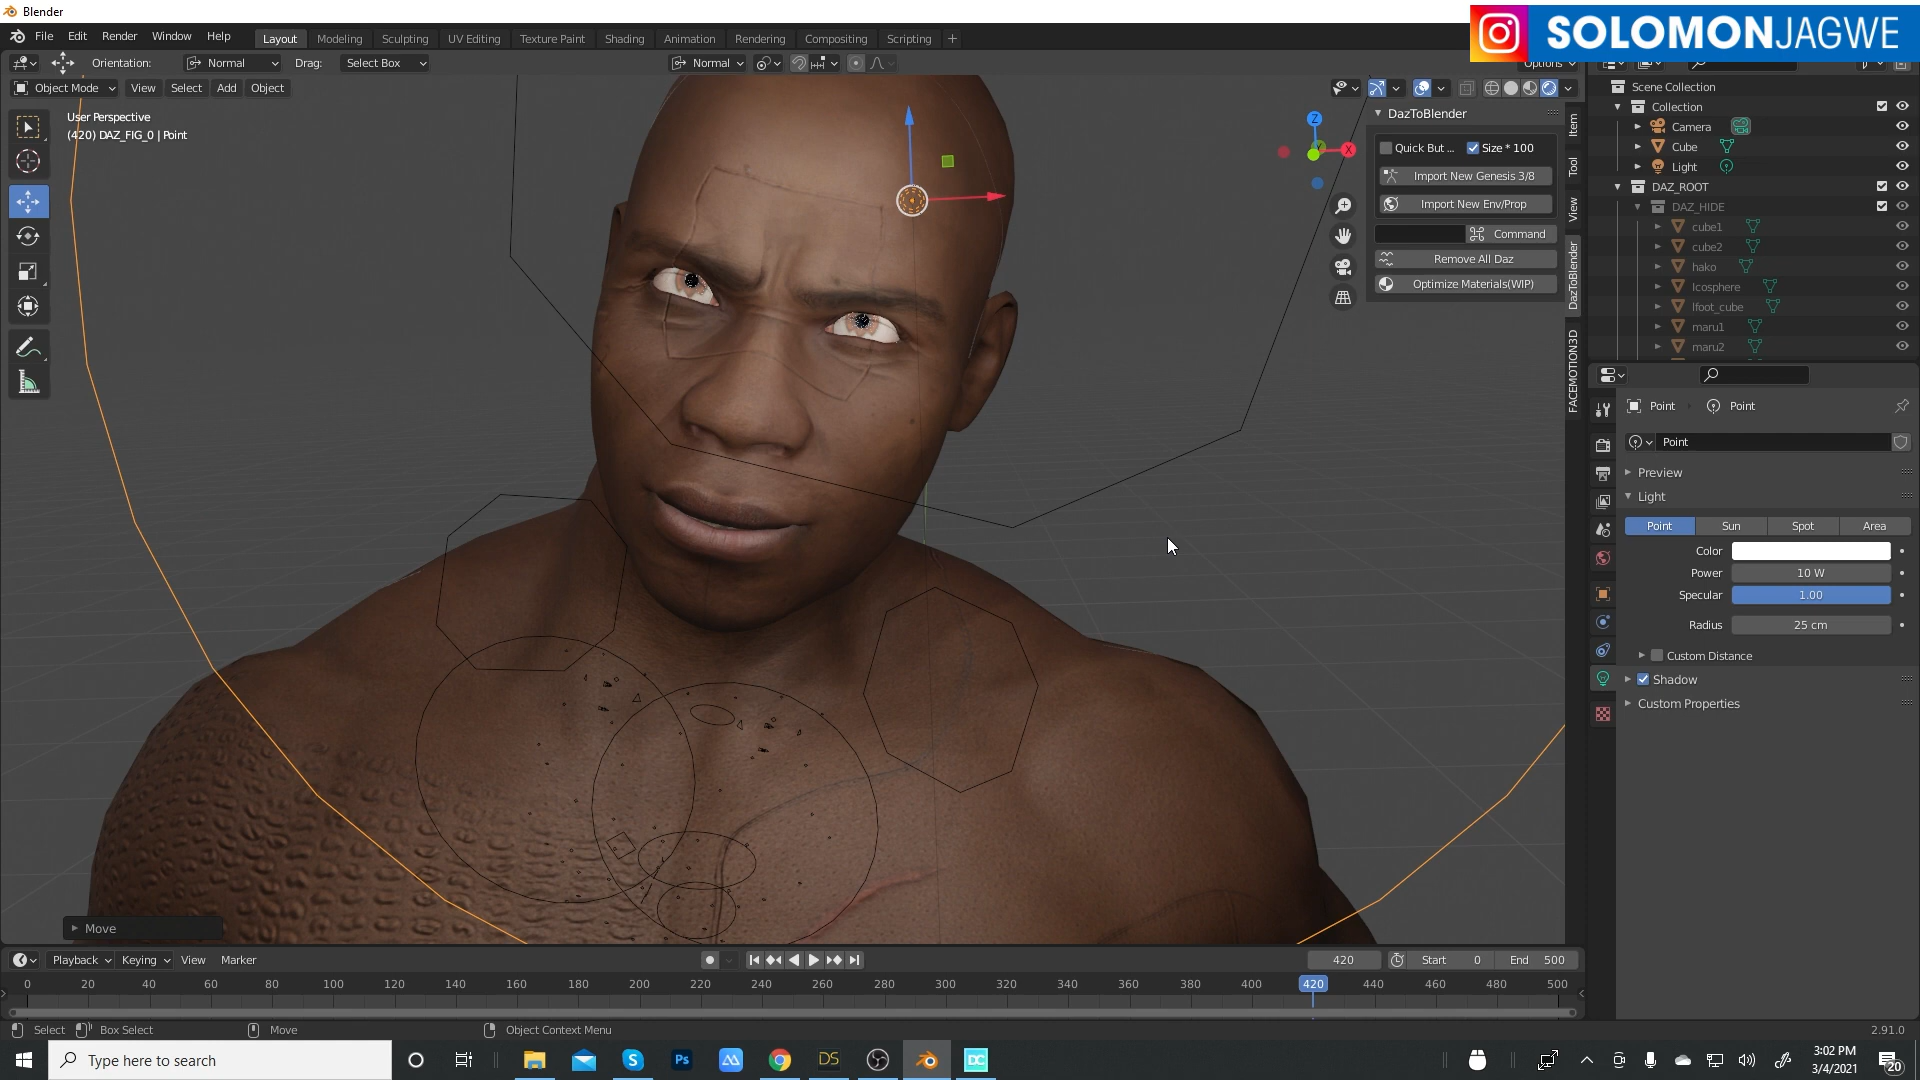 Blender
SOLOMONJAGWE
File Edit Render Window Help
Layout Modeling Sculpting UV Editing Texture Paint Shading Animation Rendering Compositing Scripting +
Orientation: Normal Drag: Select Box Normal Options
Object Mode View Select Add Object
User Perspective
(420) DAZ_FIG_0 | Point
Z
X
DazToBlender
Quick But ... Size * 100
Import New Genesis 3/8
Import New Env/Prop
Command
Remove All Daz
Optimize Materials(WIP)
Item
Tool
View
DazToBlender
FACEMOTION3D
Scene Collection
Collection
Camera
Cube
Light
DAZ_ROOT
DAZ_HIDE
cube1
cube2
hako
Icosphere
lfoot_cube
maru1
maru2
Point Point
Point
Preview
Light
Point Sun Spot Area
Color
Power 10 W
Specular 1.00
Radius 25 cm
Custom Distance
Shadow
Custom Properties
Move
Playback Keying View Marker
420 Start 0 End 500
0 20 40 60 80 100 120 140 160 180 200 220 240 260 280 300 320 340 360 380 400 420 440 460 480 500
Select Box Select Move Object Context Menu 2.91.0
Type here to search
S Ps DS DC
3:02 PM
3/4/2021
20